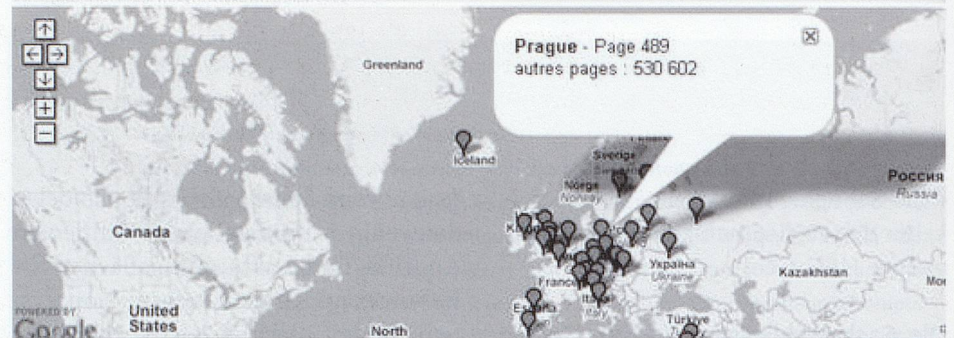 Prague - Page 489
autres pages : 530 602
Greenland
Iceland
Sverige
Norge
Norway
Россия
Russia
Canada
Україна
Ukraine
Kazakhstan
France
España
Italy
Türkiye
United
States
North
POWERED BY
Google